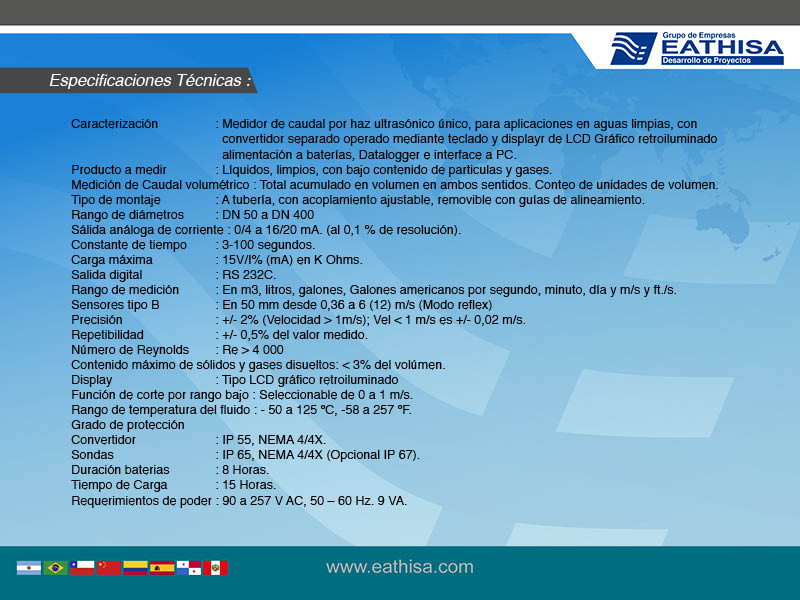 Grupo de Empresas
EATHISA
Desarrollo de Proyectos
Especificaciones Técnicas :
Caracterización : Medidor de caudal por haz ultrasónico único, para aplicaciones en aguas limpias, con
convertidor separado operado mediante teclado y displayr de LCD Gráfico retroiluminado
alimentación a baterías, Datalogger e interface a PC.
Producto a medir : Líquidos, limpios, con bajo contenido de particulas y gases.
Medición de Caudal volumétrico : Total acumulado en volumen en ambos sentidos. Conteo de unidades de volumen.
Tipo de montaje : A tubería, con acoplamiento ajustable, removible con guías de alineamiento.
Rango de diámetros : DN 50 a DN 400
Sálida análoga de corriente : 0/4 a 16/20 mA. (al 0,1 % de resolución).
Constante de tiempo : 3-100 segundos.
Carga máxima : 15V/I% (mA) en K Ohms.
Salida digital : RS 232C.
Rango de medición : En m3, litros, galones, Galones americanos por segundo, minuto, día y m/s y ft./s.
Sensores tipo B : En 50 mm desde 0,36 a 6 (12) m/s (Modo reflex)
Precisión : +/- 2% (Velocidad > 1m/s); Vel < 1 m/s es +/- 0,02 m/s.
Repetibilidad : +/- 0,5% del valor medido.
Número de Reynolds : Re > 4 000
Contenido máximo de sólidos y gases disueltos: < 3% del volúmen.
Display : Tipo LCD gráfico retroiluminado
Función de corte por rango bajo : Seleccionable de 0 a 1 m/s.
Rango de temperatura del fluido : - 50 a 125 ºC, -58 a 257 ºF.
Grado de protección
Convertidor : IP 55, NEMA 4/4X.
Sondas : IP 65, NEMA 4/4X (Opcional IP 67).
Duración baterias : 8 Horas.
Tiempo de Carga : 15 Horas.
Requerimientos de poder : 90 a 257 V AC, 50 – 60 Hz. 9 VA.
www.eathisa.com